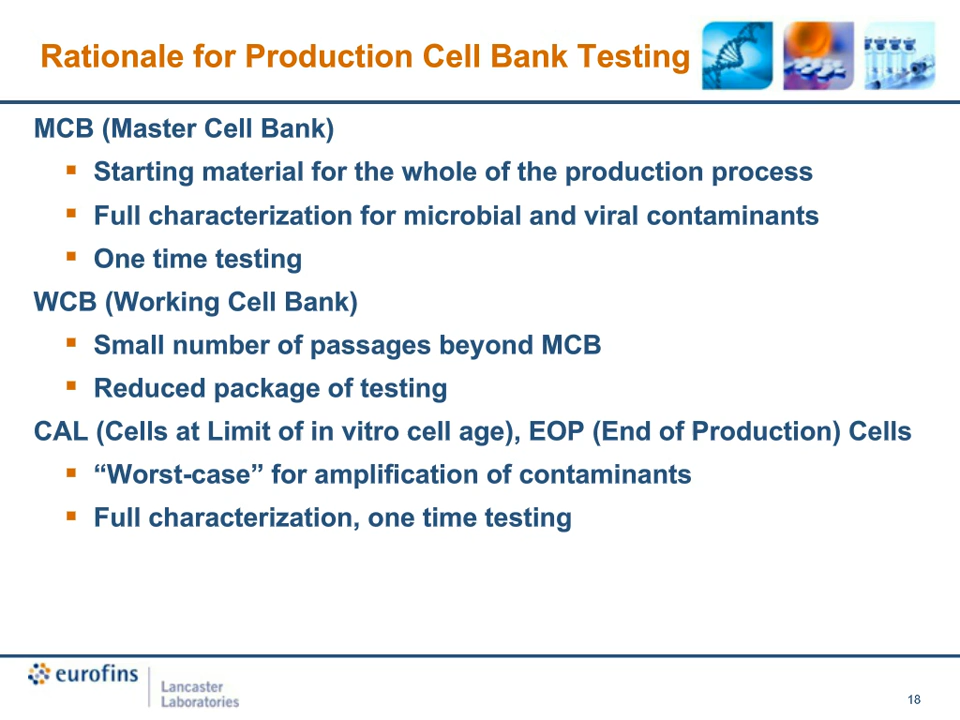 Rationale for Production Cell Bank Testing
MCB (Master Cell Bank)
▪ Starting material for the whole of the production process
▪ Full characterization for microbial and viral contaminants
▪ One time testing
WCB (Working Cell Bank)
▪ Small number of passages beyond MCB
▪ Reduced package of testing
CAL (Cells at Limit of in vitro cell age), EOP (End of Production) Cells
▪ “Worst-case” for amplification of contaminants
▪ Full characterization, one time testing
eurofins
Lancaster
Laboratories
18